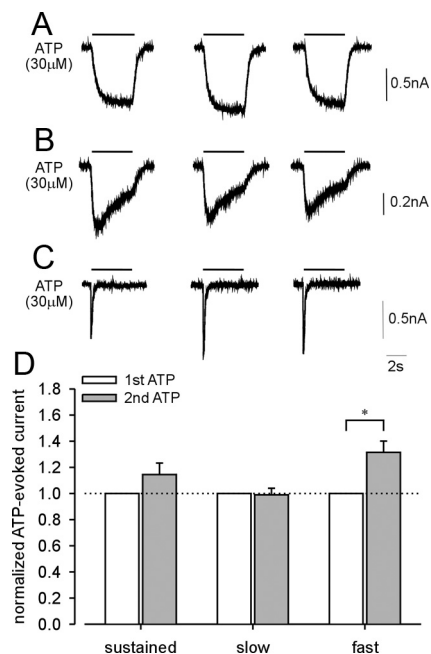 A
ATP
(30µM)
0.5nA
B
ATP
(30µM)
0.2nA
C
ATP
(30µM)
0.5nA
2s
D
1st ATP
2nd ATP
normalized ATP-evoked current
1.8
1.6
1.4
1.2
1.0
0.8
0.6
0.4
0.2
0.0
*
sustained slow fast